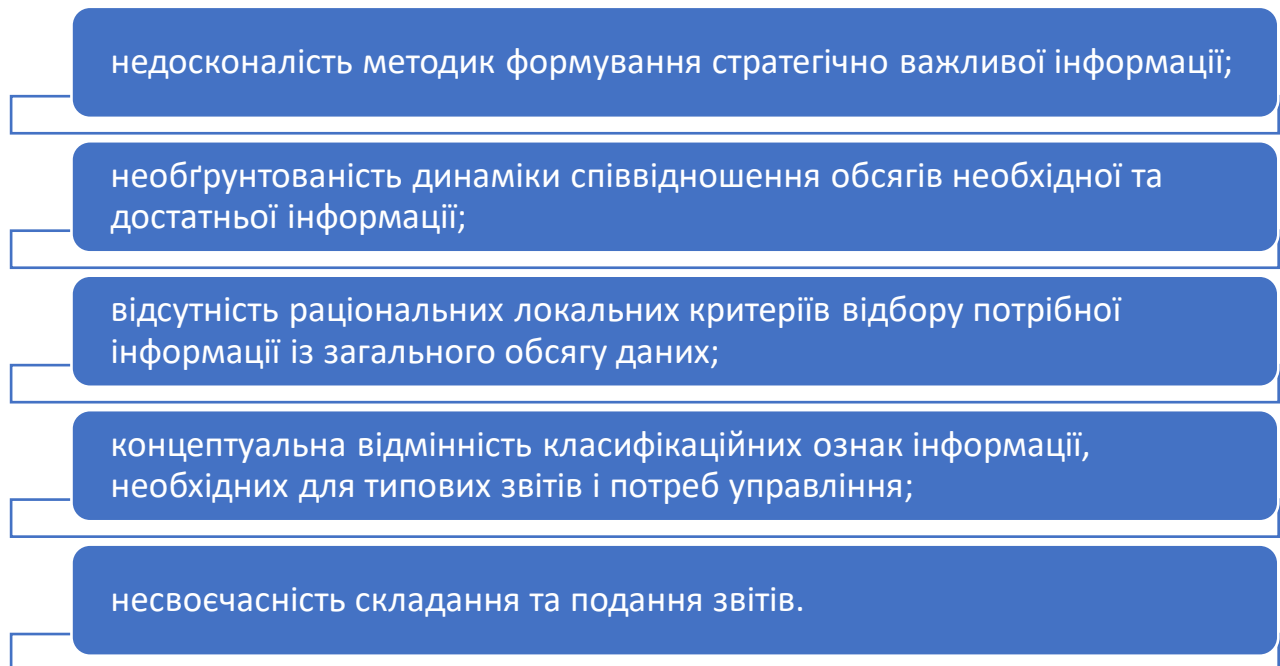 недосконалість методик формування стратегічно важливої інформації;
необґрунтованість динаміки співвідношення обсягів необхідної та
достатньої інформації;
відсутність раціональних локальних критеріїв відбору потрібної
інформації із загального обсягу даних;
концептуальна відмінність класифікаційних ознак інформації,
необхідних для типових звітів і потреб управління;
несвоєчасність складання та подання звітів.